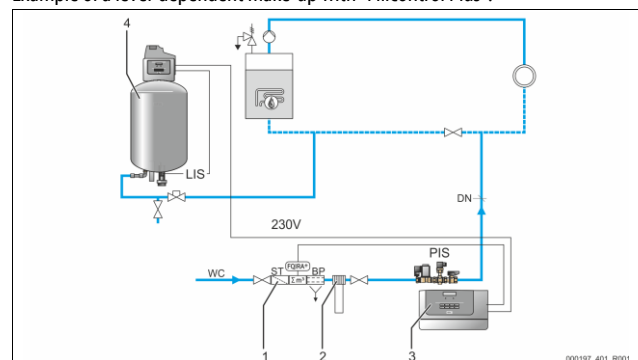 Example of a level-dependent make-up with "Fillcontrol Plus":
4
LIS
DN
230V
PIS
FQIRA+
WC
ST
Σm³
BP
1
2
3
000197_401_R001